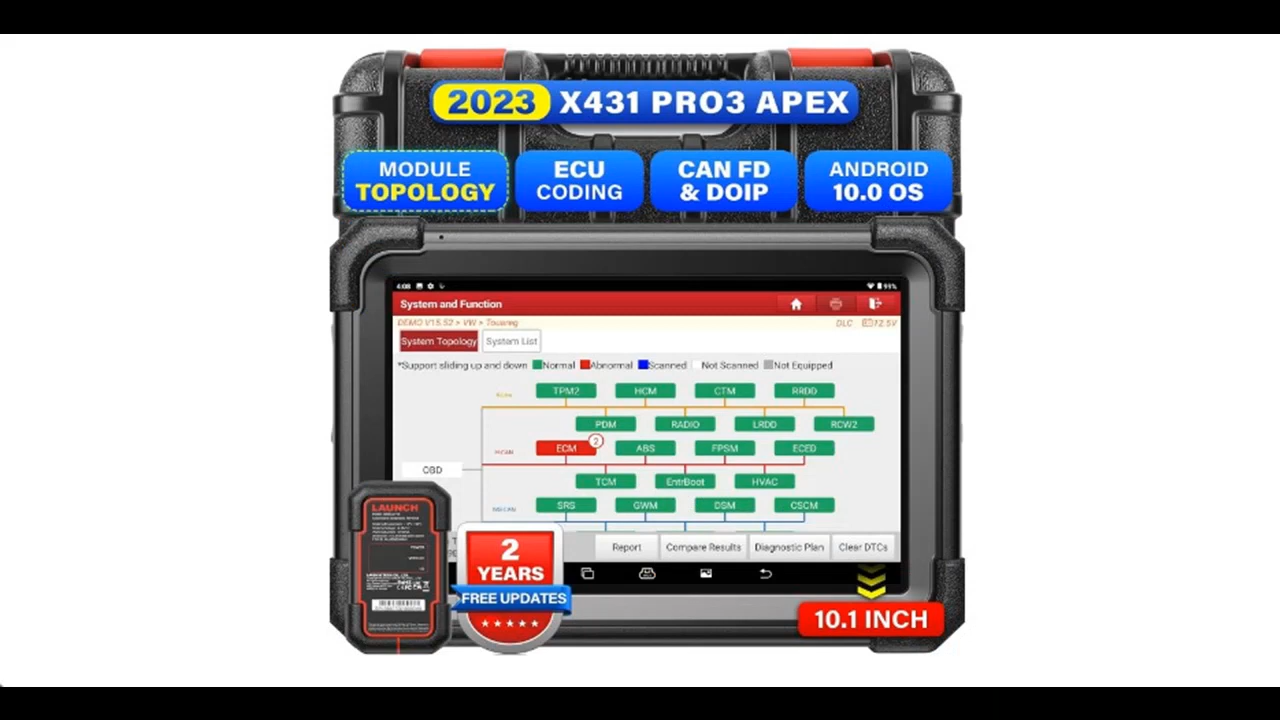 2023 X431 PRO3 APEX
MODULE
TOPOLOGY
ECU
CODING
CAN FD
& DOIP
ANDROID
10.0 OS
4:08
99%
System and Function
DEMO V15.52 > VW > Touareg
DLC 12.5V
System Topology System List
*Support sliding up and down Normal Abnormal Scanned Not Scanned Not Equipped
TPM2 HCM CTM RRDD
PDM RADIO LRDD RCW2
ECM 2 ABS FPSM ECED
OBD
TCM EntrBoot HVAC
SRS GWM DSM CSCM
Report Compare Results Diagnostic Plan Clear DTCs
LAUNCH
2
YEARS
FREE UPDATES
10.1 INCH